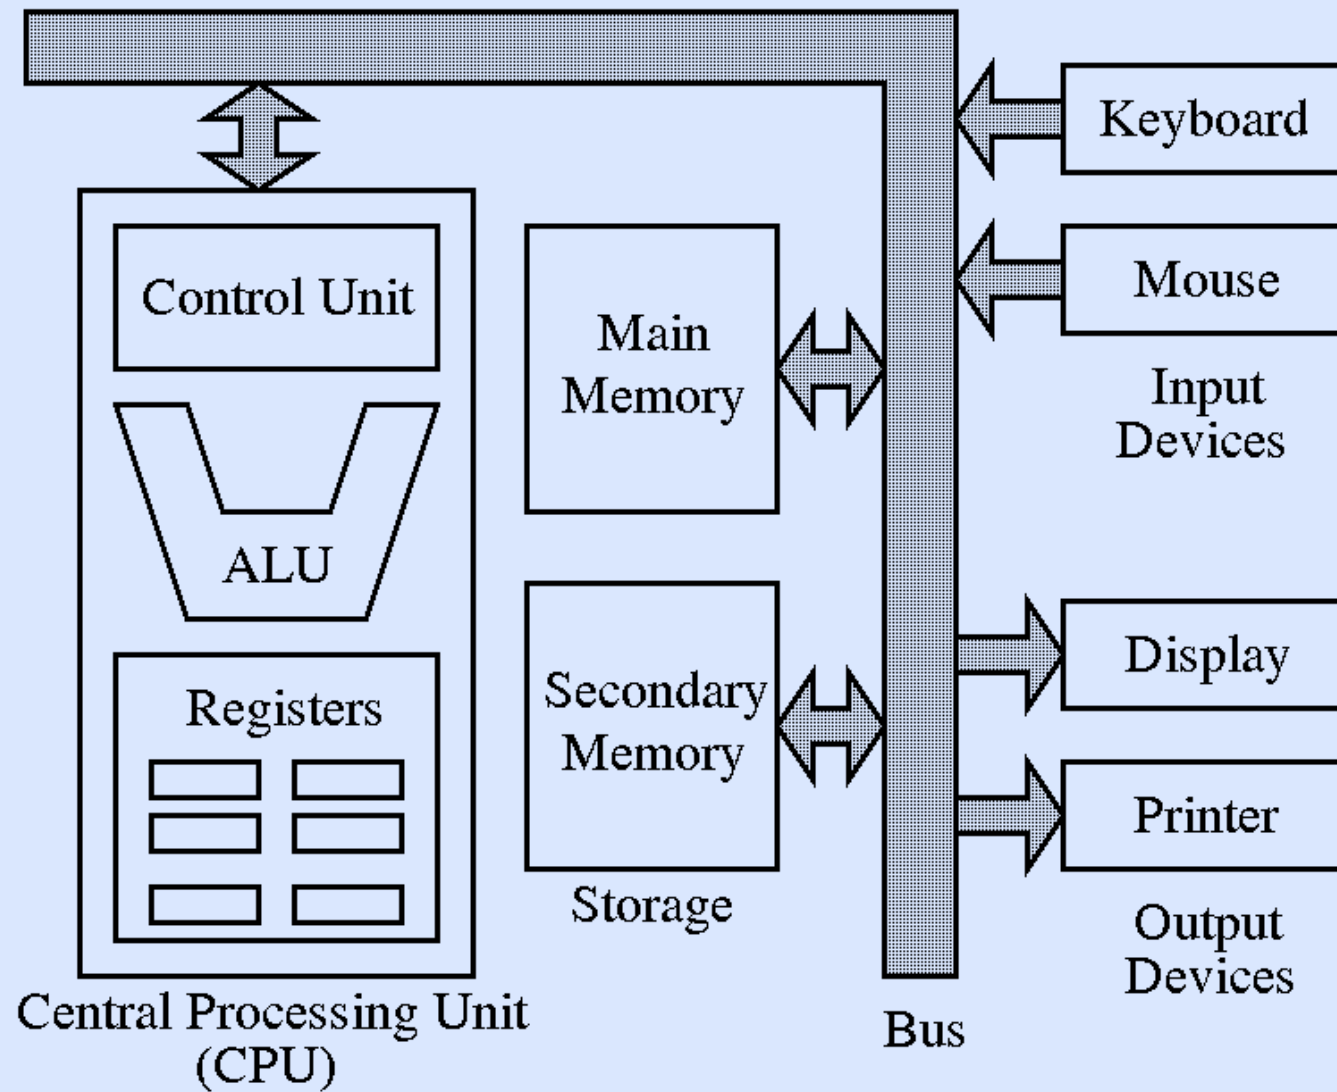 Control Unit
ALU
Registers
Central Processing Unit
(CPU)
Main
Memory
Secondary
Memory
Storage
Bus
Keyboard
Mouse
Input
Devices
Display
Printer
Output
Devices